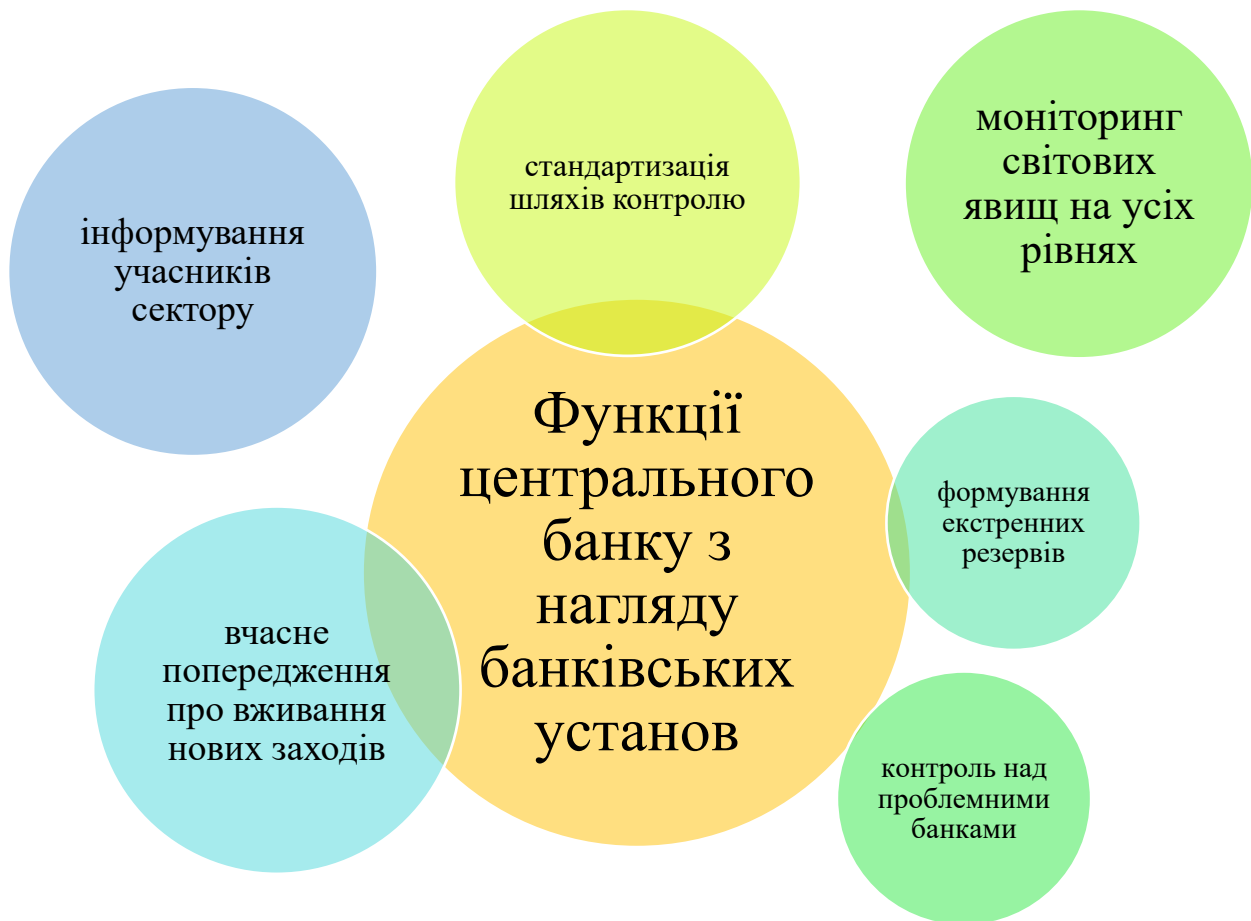 інформування
учасників
сектору
стандартизація
шляхів контролю
моніторинг
світових
явищ на усіх
рівнях
Функції
центрального
банку з
нагляду
банківських
установ
формування
екстренних
резервів
вчасне
попередження
про вживання
нових заходів
контроль над
проблемними
банками